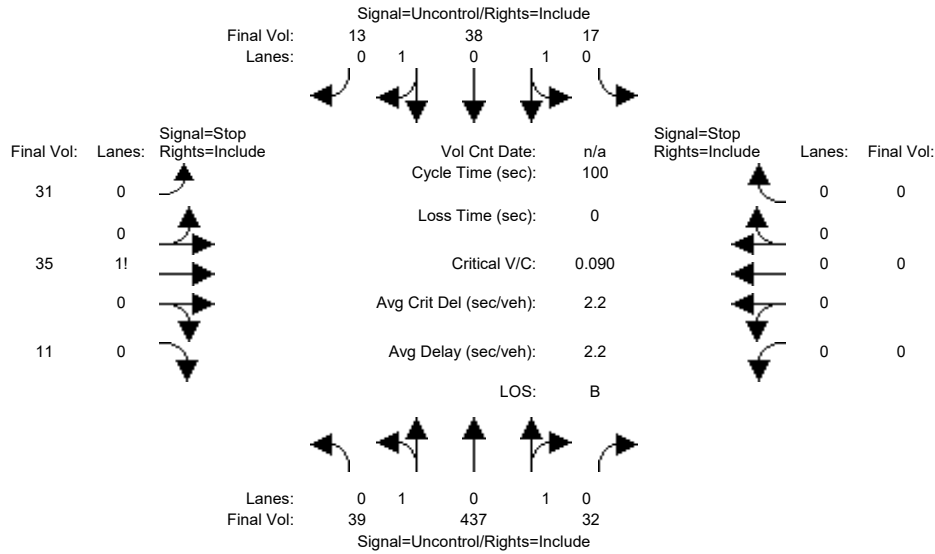 Signal=Uncontrol/Rights=Include
Final Vol: 13 38 17
Lanes: 0 1 0 1 0
Signal=Stop
Final Vol: Lanes: Rights=Include
Vol Cnt Date: n/a
Signal=Stop
Rights=Include Lanes: Final Vol:
Cycle Time (sec): 100
31 0
0 0
Loss Time (sec): 0
0
0
35 1!
Critical V/C: 0.090
0 0
0
Avg Crit Del (sec/veh): 2.2
0
11 0
Avg Delay (sec/veh): 2.2
0 0
LOS: B
Lanes: 0 1 0 1 0
Final Vol: 39 437 32
Signal=Uncontrol/Rights=Include